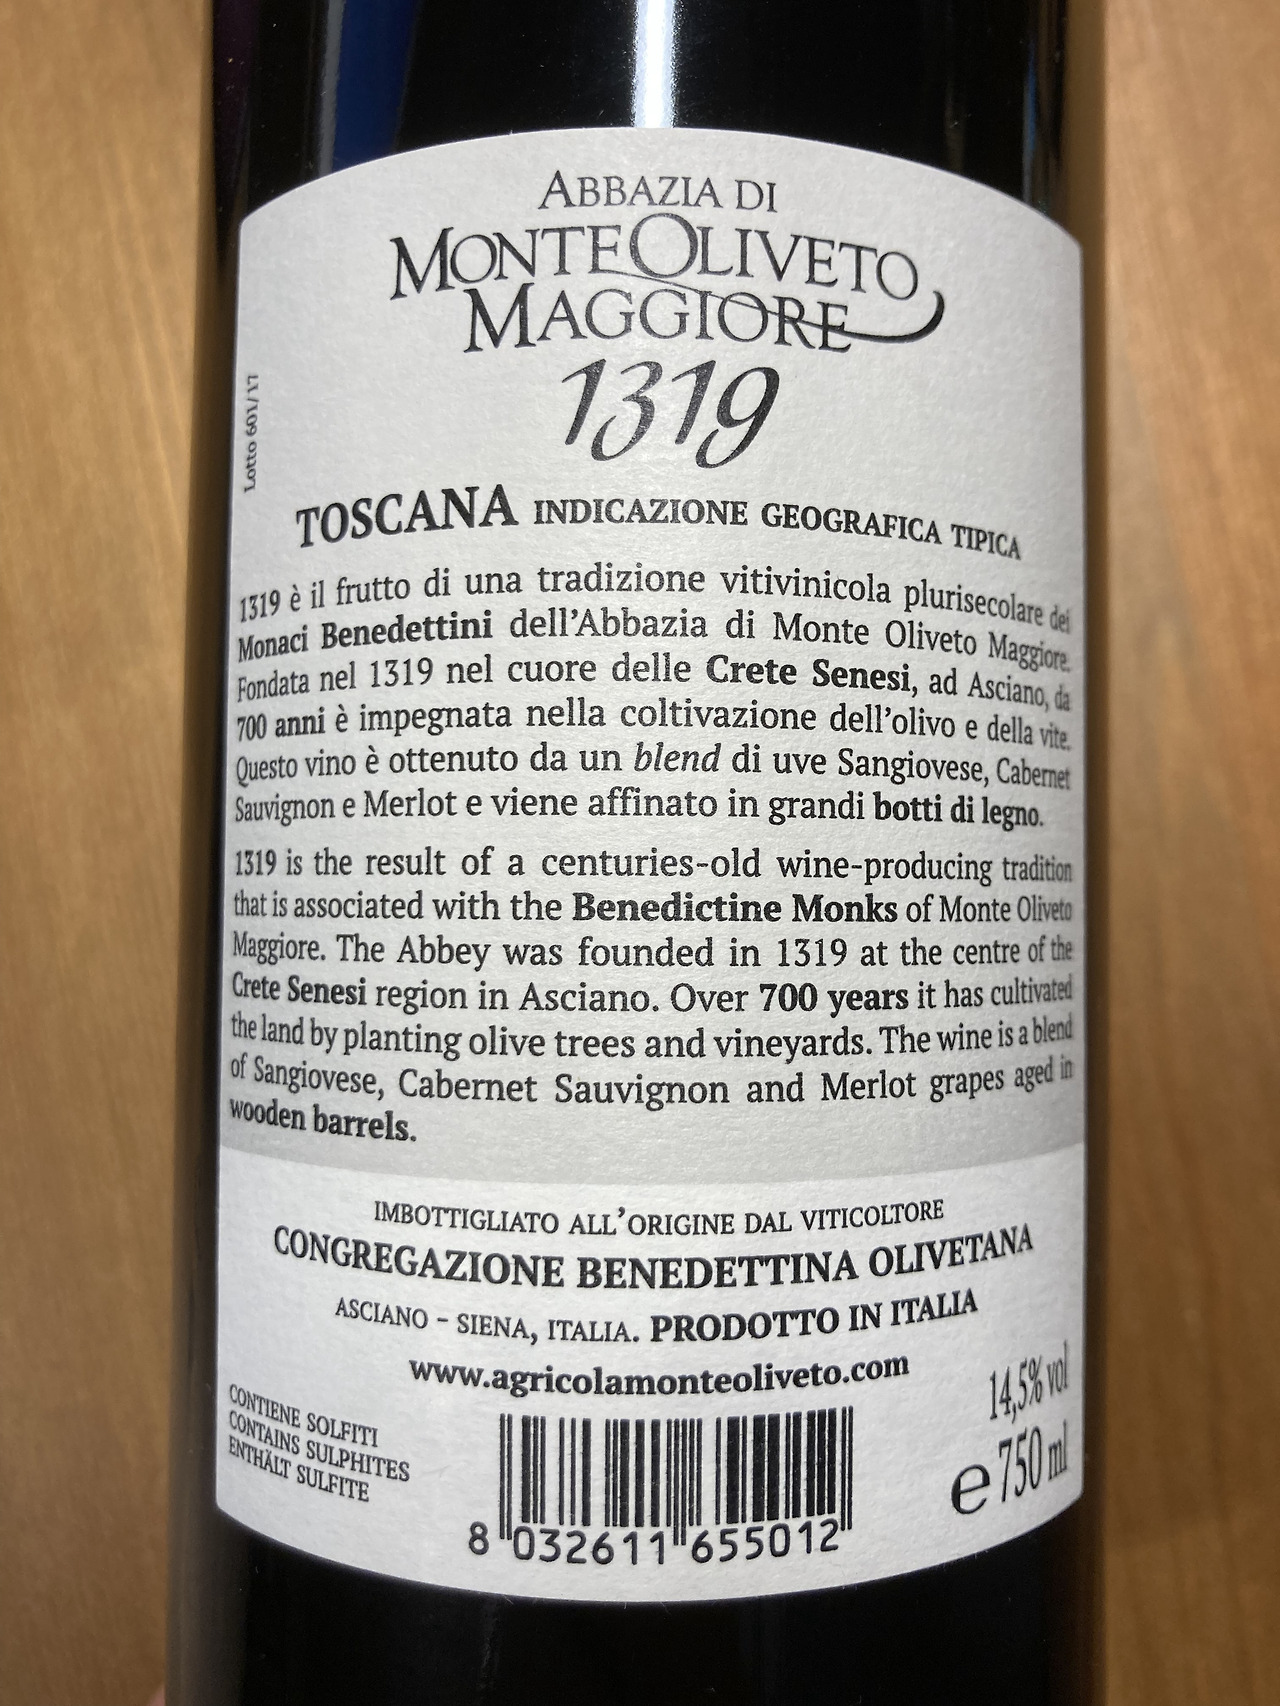 ABBAZIA DI
MONTEOLIVETO
MAGGIORE
1319
Lotto 601/17
TOSCANA INDICAZIONE GEOGRAFICA TIPICA
1319 è il frutto di una tradizione vitivinicola plurisecolare dei
Monaci Benedettini dell'Abbazia di Monte Oliveto Maggiore.
Fondata nel 1319 nel cuore delle Crete Senesi, ad Asciano, da
700 anni è impegnata nella coltivazione dell'olivo e della vite.
Questo vino è ottenuto da un blend di uve Sangiovese, Cabernet
Sauvignon e Merlot e viene affinato in grandi botti di legno.
1319 is the result of a centuries-old wine-producing tradition
that is associated with the Benedictine Monks of Monte Oliveto
Maggiore. The Abbey was founded in 1319 at the centre of the
Crete Senesi region in Asciano. Over 700 years it has cultivated
the land by planting olive trees and vineyards. The wine is a blend
of Sangiovese, Cabernet Sauvignon and Merlot grapes aged in
wooden barrels.
IMBOTTIGLIATO ALL'ORIGINE DAL VITICOLTORE
CONGREGAZIONE BENEDETTINA OLIVETANA
ASCIANO - SIENA, ITALIA. PRODOTTO IN ITALIA
www.agricolamonteoliveto.com
CONTIENE SOLFITI
CONTAINS SULPHITES
ENTHÄLT SULFITE
14,5% vol
e 750 ml
8 032611 655012